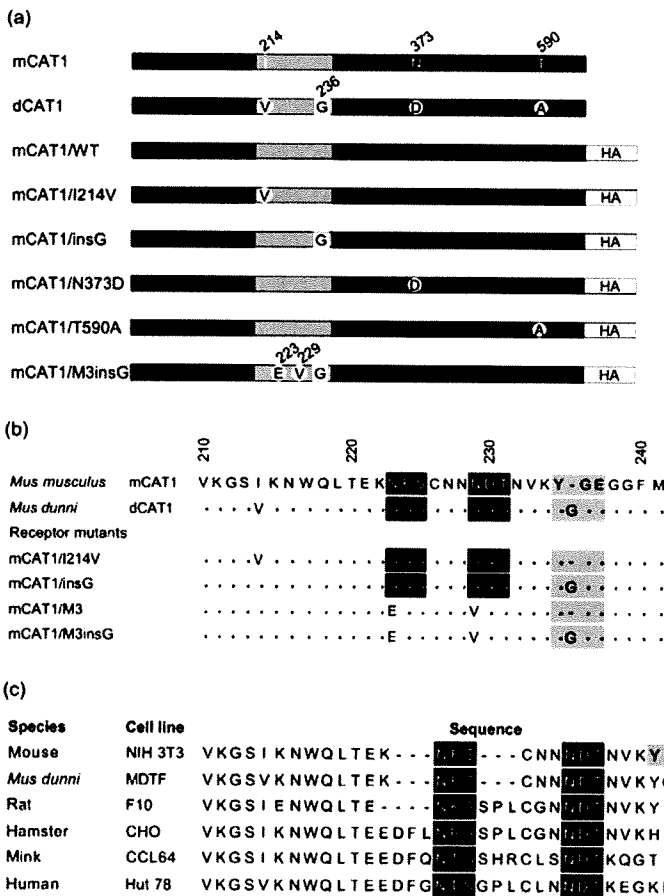 (a)
214 373 590
mCAT1 I N T
236
dCAT1 V G D A
mCAT1/WT HA
mCAT1/I214V V HA
mCAT1/insG G HA
mCAT1/N373D D HA
mCAT1/T590A A HA
223 229
mCAT1/M3insG E V G HA
(b)
210 220 230 240
Mus musculus mCAT1 VKGSIKNWQLTEK CNN NVKY-GEGGFM
Mus dunni dCAT1 V G
Receptor mutants
mCAT1/I214V V
mCAT1/insG G
mCAT1/M3 E V
mCAT1/M3insG E V G
(c)
Species Cell line Sequence
Mouse NIH 3T3 VKGSIKNWQLTEK--- ---CNN NVKY
Mus dunni MDTF VKGSVKNWQLTEK--- ---CNN NVKY
Rat F10 VKGSIENWQLTE---- SPLCGN NVKY
Hamster CHO VKGSIKNWQLTEEDFL SPLCGN NVKH
Mink CCL64 VKGSIKNWQLTEEDFQ SHRCLS KQGT
Human Hut 78 VKGSVKNWQLTEEDFG GPLCLN KEGK